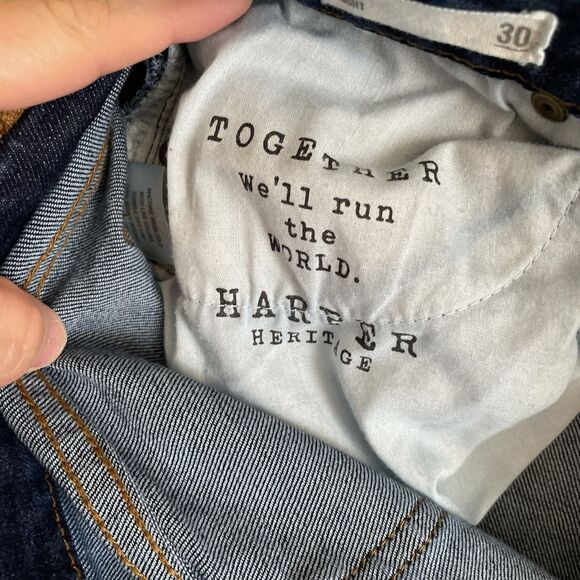 30
TOGETHER
we'll run
the
WORLD.
HARPER
HERITAGE